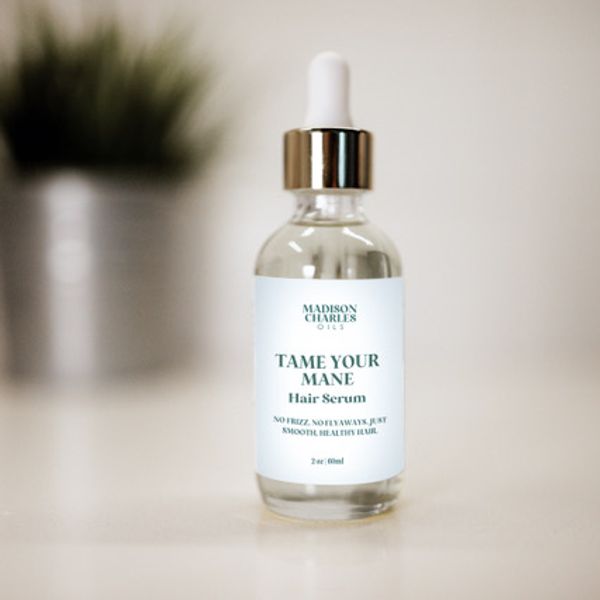 MADISON
CHARLES
OILS
TAME YOUR
MANE
Hair Serum
NO FRIZZ, NO FLYAWAYS, JUST
SMOOTH, HEALTHY HAIR.
2 oz | 60ml